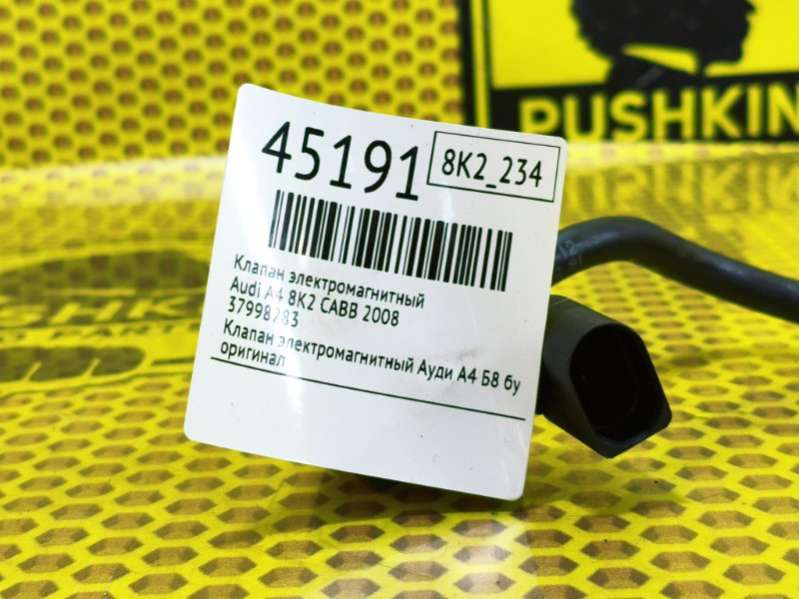 PUSHKIN
45191
8K2_234
Клапан электромагнитный
Audi A4 8K2 CABB 2008
37998783
Клапан электромагнитный Ауди А4 Б8 бу
оригинал